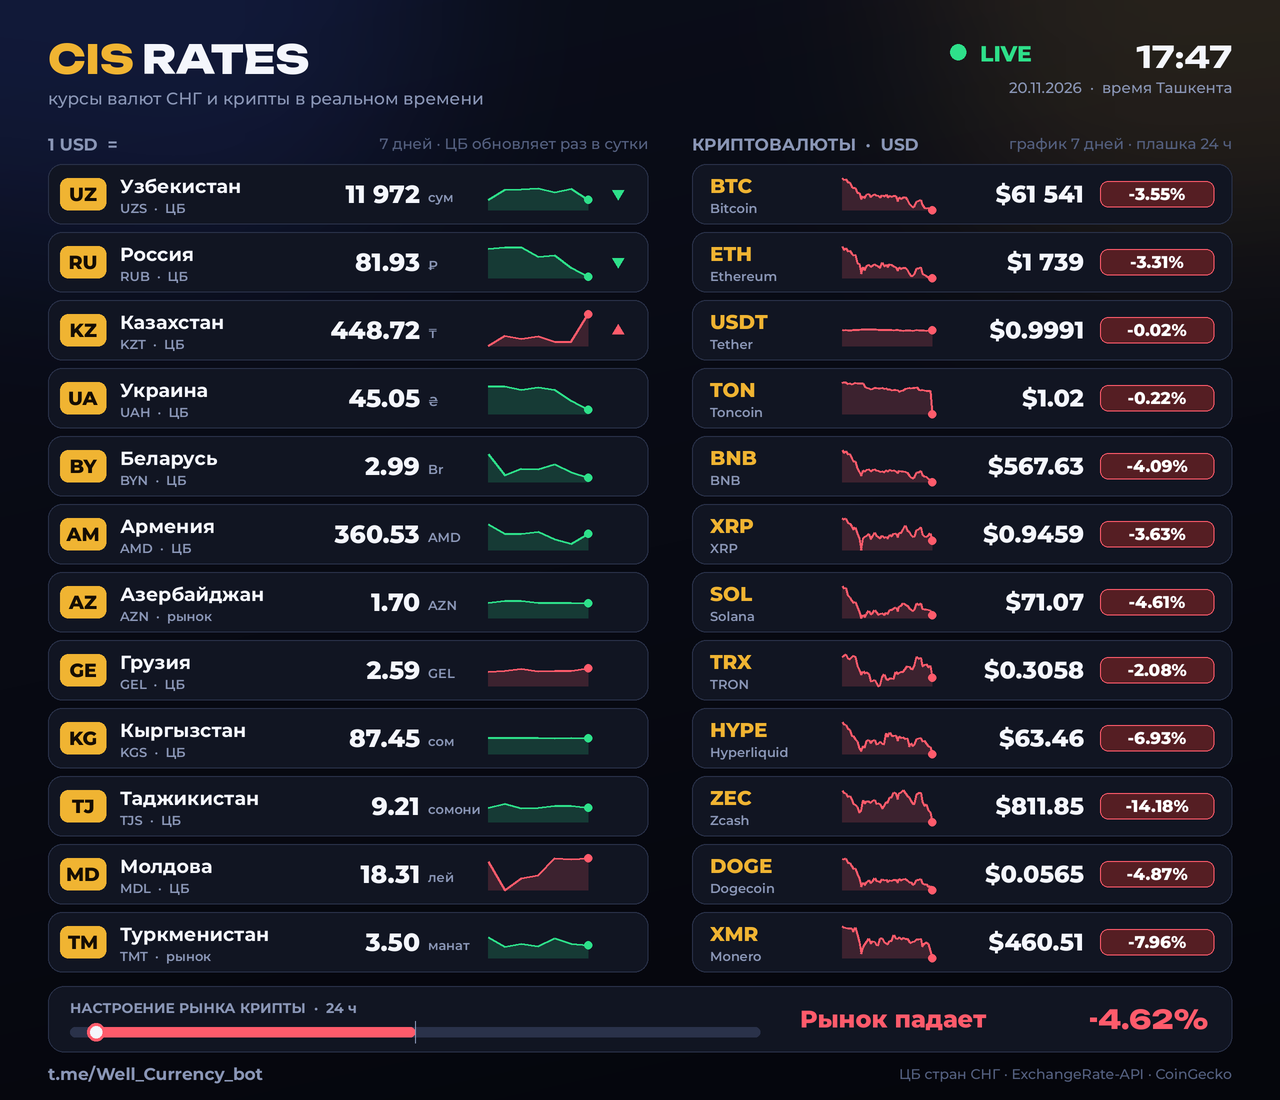 CIS RATES
курсы валют СНГ и крипты в реальном времени
LIVE 17:47
20.11.2026 · время Ташкента
1 USD =
7 дней · ЦБ обновляет раз в сутки
UZ Узбекистан 11 972 сум
UZS · ЦБ
RU Россия 81.93 ₽
RUB · ЦБ
KZ Казахстан 448.72 ₸
KZT · ЦБ
UA Украина 45.05 ₴
UAH · ЦБ
BY Беларусь 2.99 Br
BYN · ЦБ
AM Армения 360.53 AMD
AMD · ЦБ
AZ Азербайджан 1.70 AZN
AZN · рынок
GE Грузия 2.59 GEL
GEL · ЦБ
KG Кыргызстан 87.45 сом
KGS · ЦБ
TJ Таджикистан 9.21 сомони
TJS · ЦБ
MD Молдова 18.31 лей
MDL · ЦБ
TM Туркменистан 3.50 манат
TMT · рынок
КРИПТОВАЛЮТЫ · USD
график 7 дней · плашка 24 ч
BTC $61 541 -3.55%
Bitcoin
ETH $1 739 -3.31%
Ethereum
USDT $0.9991 -0.02%
Tether
TON $1.02 -0.22%
Toncoin
BNB $567.63 -4.09%
BNB
XRP $0.9459 -3.63%
XRP
SOL $71.07 -4.61%
Solana
TRX $0.3058 -2.08%
TRON
HYPE $63.46 -6.93%
Hyperliquid
ZEC $811.85 -14.18%
Zcash
DOGE $0.0565 -4.87%
Dogecoin
XMR $460.51 -7.96%
Monero
НАСТРОЕНИЕ РЫНКА КРИПТЫ · 24 ч
Рынок падает -4.62%
t.me/Well_Currency_bot
ЦБ стран СНГ · ExchangeRate-API · CoinGecko